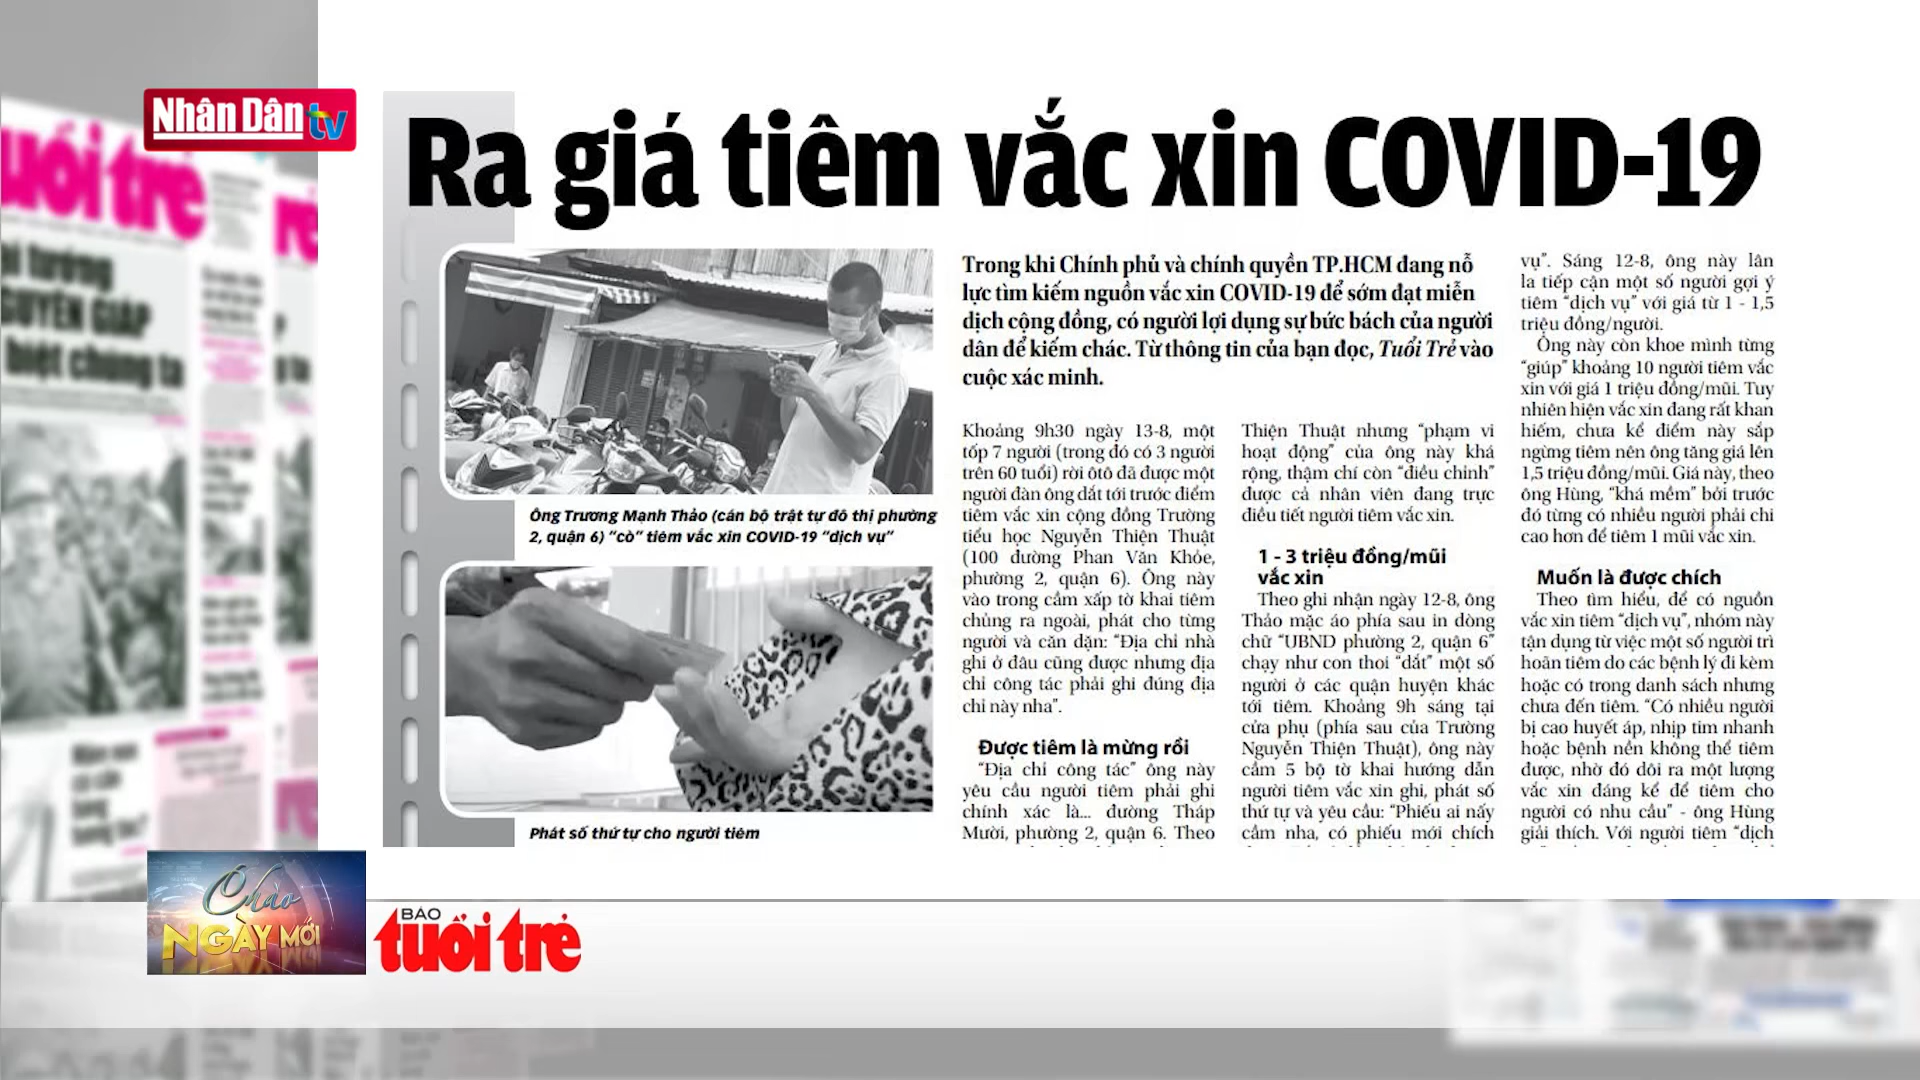 Nhân Dân tv
Ra giá tiêm vắc xin COVID-19
Ông Trương Mạnh Thảo (cán bộ trật tự đô thị phường
2, quận 6) "cò" tiêm vắc xin COVID-19 "dịch vụ"
Phát số thứ tự cho người tiêm
Trong khi Chính phủ và chính quyền TP.HCM đang nỗ
lực tìm kiếm nguồn vắc xin COVID-19 để sớm đạt miễn
dịch cộng đồng, có người lợi dụng sự bức bách của người
dân để kiếm chác. Từ thông tin của bạn đọc, Tuổi Trẻ vào
cuộc xác minh.
Khoảng 9h30 ngày 13-8, một
tốp 7 người (trong đó có 3 người
trên 60 tuổi) rời ôtô đã được một
người đàn ông dắt tới trước điểm
tiêm vắc xin cộng đồng Trường
tiểu học Nguyễn Thiện Thuật
(100 đường Phan Văn Khỏe,
phường 2, quận 6). Ông này
vào trong cầm xấp tờ khai tiêm
chủng ra ngoài, phát cho từng
người và căn dặn: "Địa chỉ nhà
ghi ở đâu cũng được nhưng địa
chỉ công tác phải ghi đúng địa
chỉ này nha".
Được tiêm là mừng rồi
"Địa chỉ công tác" ông này
yêu cầu người tiêm phải ghi
chính xác là... đường Tháp
Mười, phường 2, quận 6. Theo
Thiện Thuật nhưng "phạm vi
hoạt động" của ông này khá
rộng, thậm chí còn "điều chỉnh"
được cả nhân viên đang trực
điều tiết người tiêm vắc xin.
1 - 3 triệu đồng/mũi
vắc xin
Theo ghi nhận ngày 12-8, ông
Thảo mặc áo phía sau in dòng
chữ "UBND phường 2, quận 6"
chạy như con thoi "dắt" một số
người ở các quận huyện khác
tới tiêm. Khoảng 9h sáng tại
cửa phụ (phía sau của Trường
Nguyễn Thiện Thuật), ông này
cầm 5 bộ tờ khai hướng dẫn
người tiêm vắc xin ghi, phát số
thứ tự và yêu cầu: "Phiếu ai nấy
cầm nha, có phiếu mới chích
vụ". Sáng 12-8, ông này lân
la tiếp cận một số người gợi ý
tiêm "dịch vụ" với giá từ 1 - 1,5
triệu đồng/người.
Ông này còn khoe mình từng
"giúp" khoảng 10 người tiêm vắc
xin với giá 1 triệu đồng/mũi. Tuy
nhiên hiện vắc xin đang rất khan
hiếm, chưa kể điểm này sắp
ngừng tiêm nên ông tăng giá lên
1,5 triệu đồng/mũi. Giá này, theo
ông Hùng, "khá mềm" bởi trước
đó từng có nhiều người phải chi
cao hơn để tiêm 1 mũi vắc xin.
Muốn là được chích
Theo tìm hiểu, để có nguồn
vắc xin tiêm "dịch vụ", nhóm này
tận dụng từ việc một số người trì
hoãn tiêm do các bệnh lý đi kèm
hoặc có trong danh sách nhưng
chưa đến tiêm. "Có nhiều người
bị cao huyết áp, nhịp tim nhanh
hoặc bệnh nền không thể tiêm
được, nhờ đó dôi ra một lượng
vắc xin đáng kể để tiêm cho
người có nhu cầu" - ông Hùng
giải thích. Với người tiêm "dịch
Chào
NGÀY MỚI
BÁO
tuổi trẻ